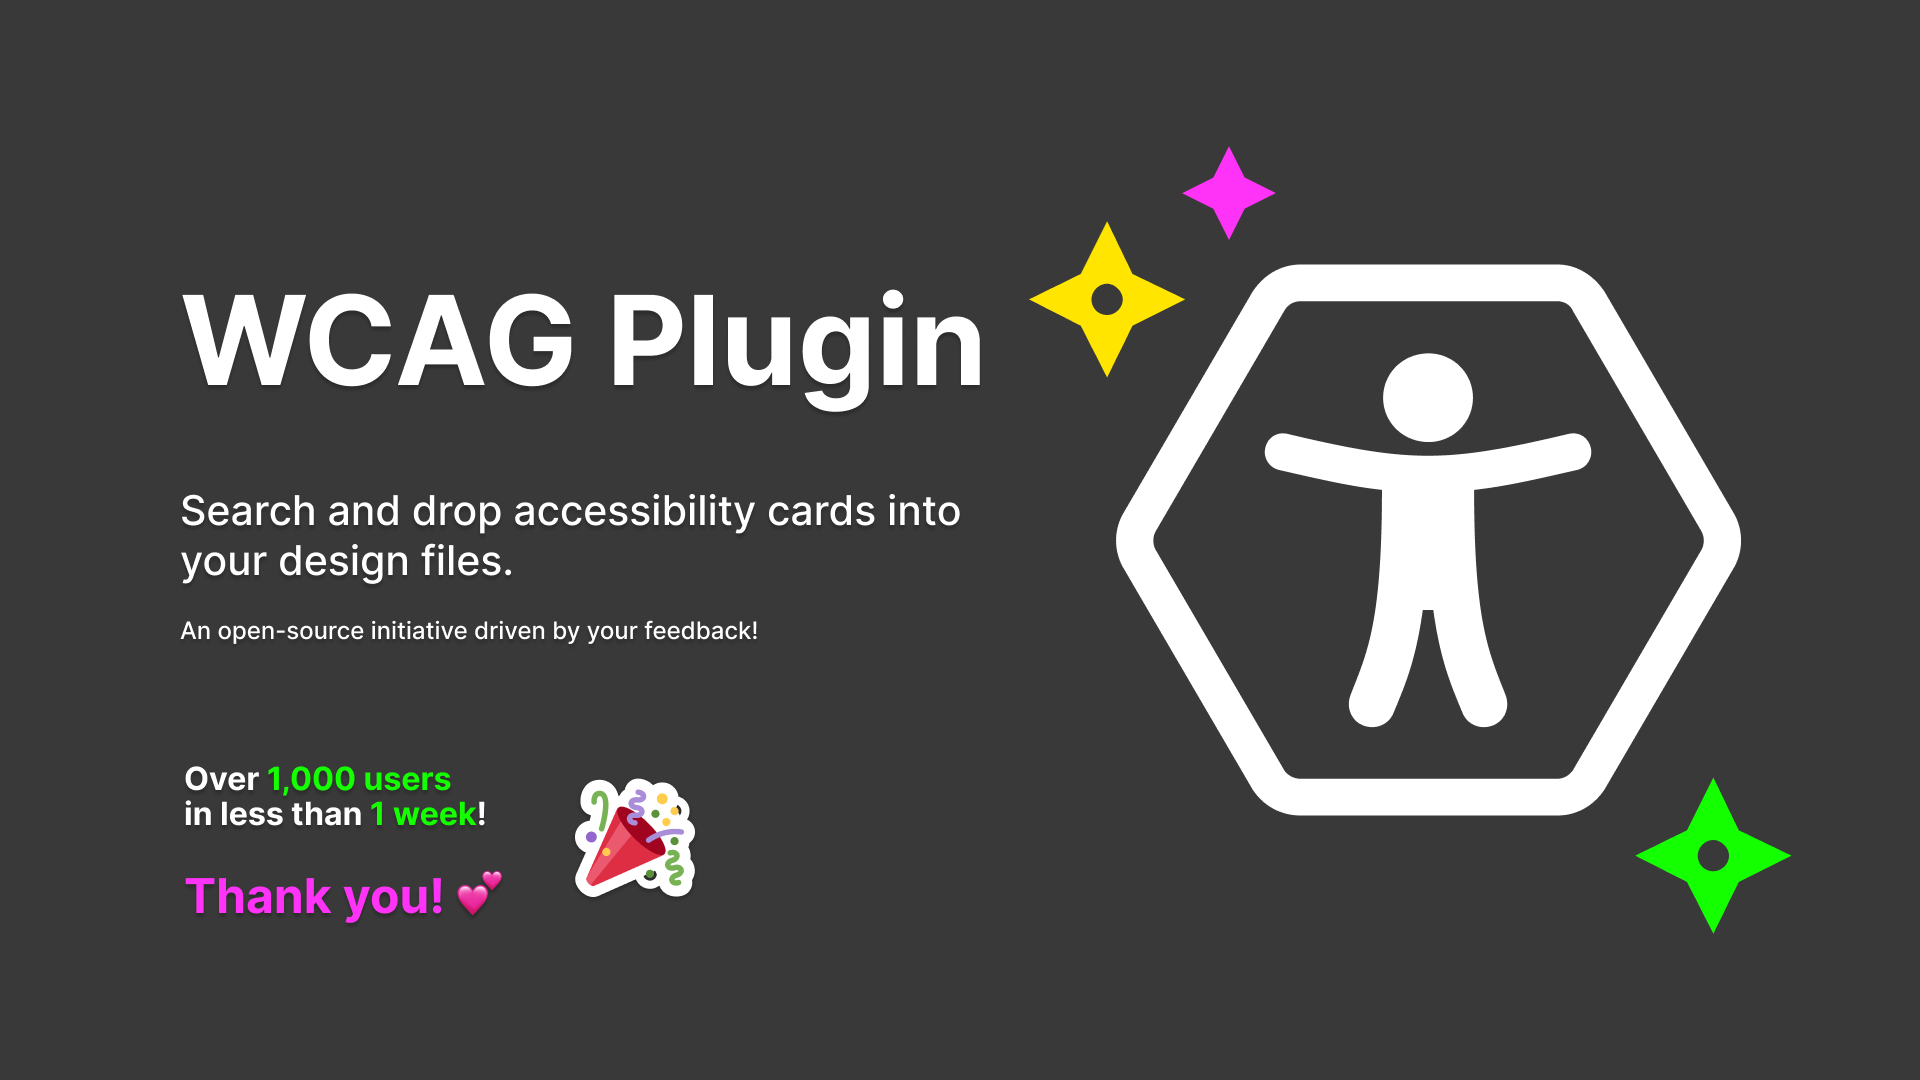 WCAG Plugin
Search and drop accessibility cards into
your design files.
An open-source initiative driven by your feedback!
Over 1,000 users
in less than 1 week!
Thank you! 💕